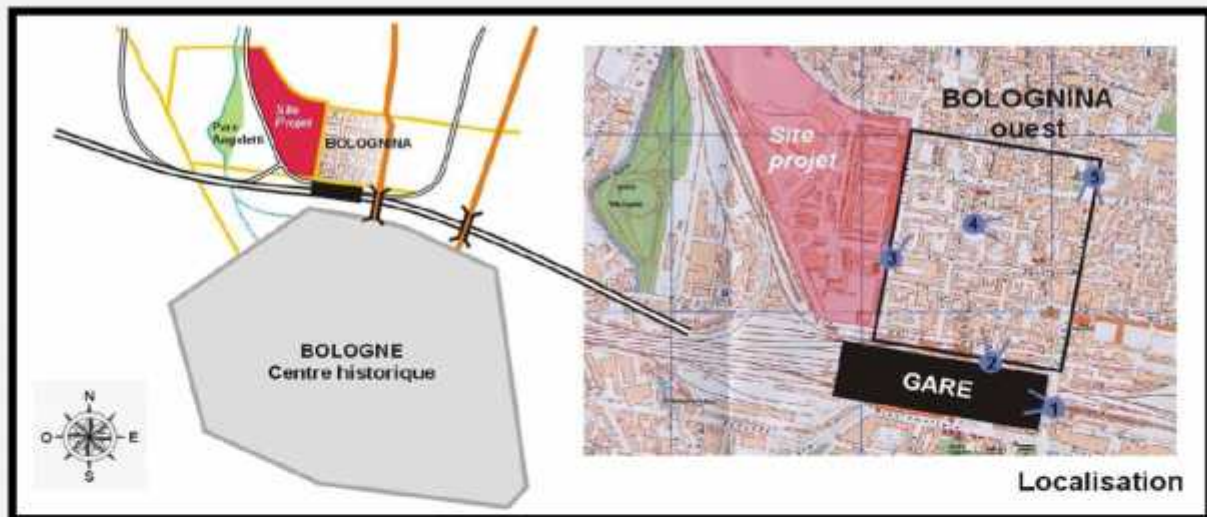 Parc
Angeletti
Site
Projet
BOLOGNINA
BOLOGNE
Centre historique
N
O
E
S
BOLOGNINA
ouest
Site
projet
5
4
3
2
GARE
1
Localisation